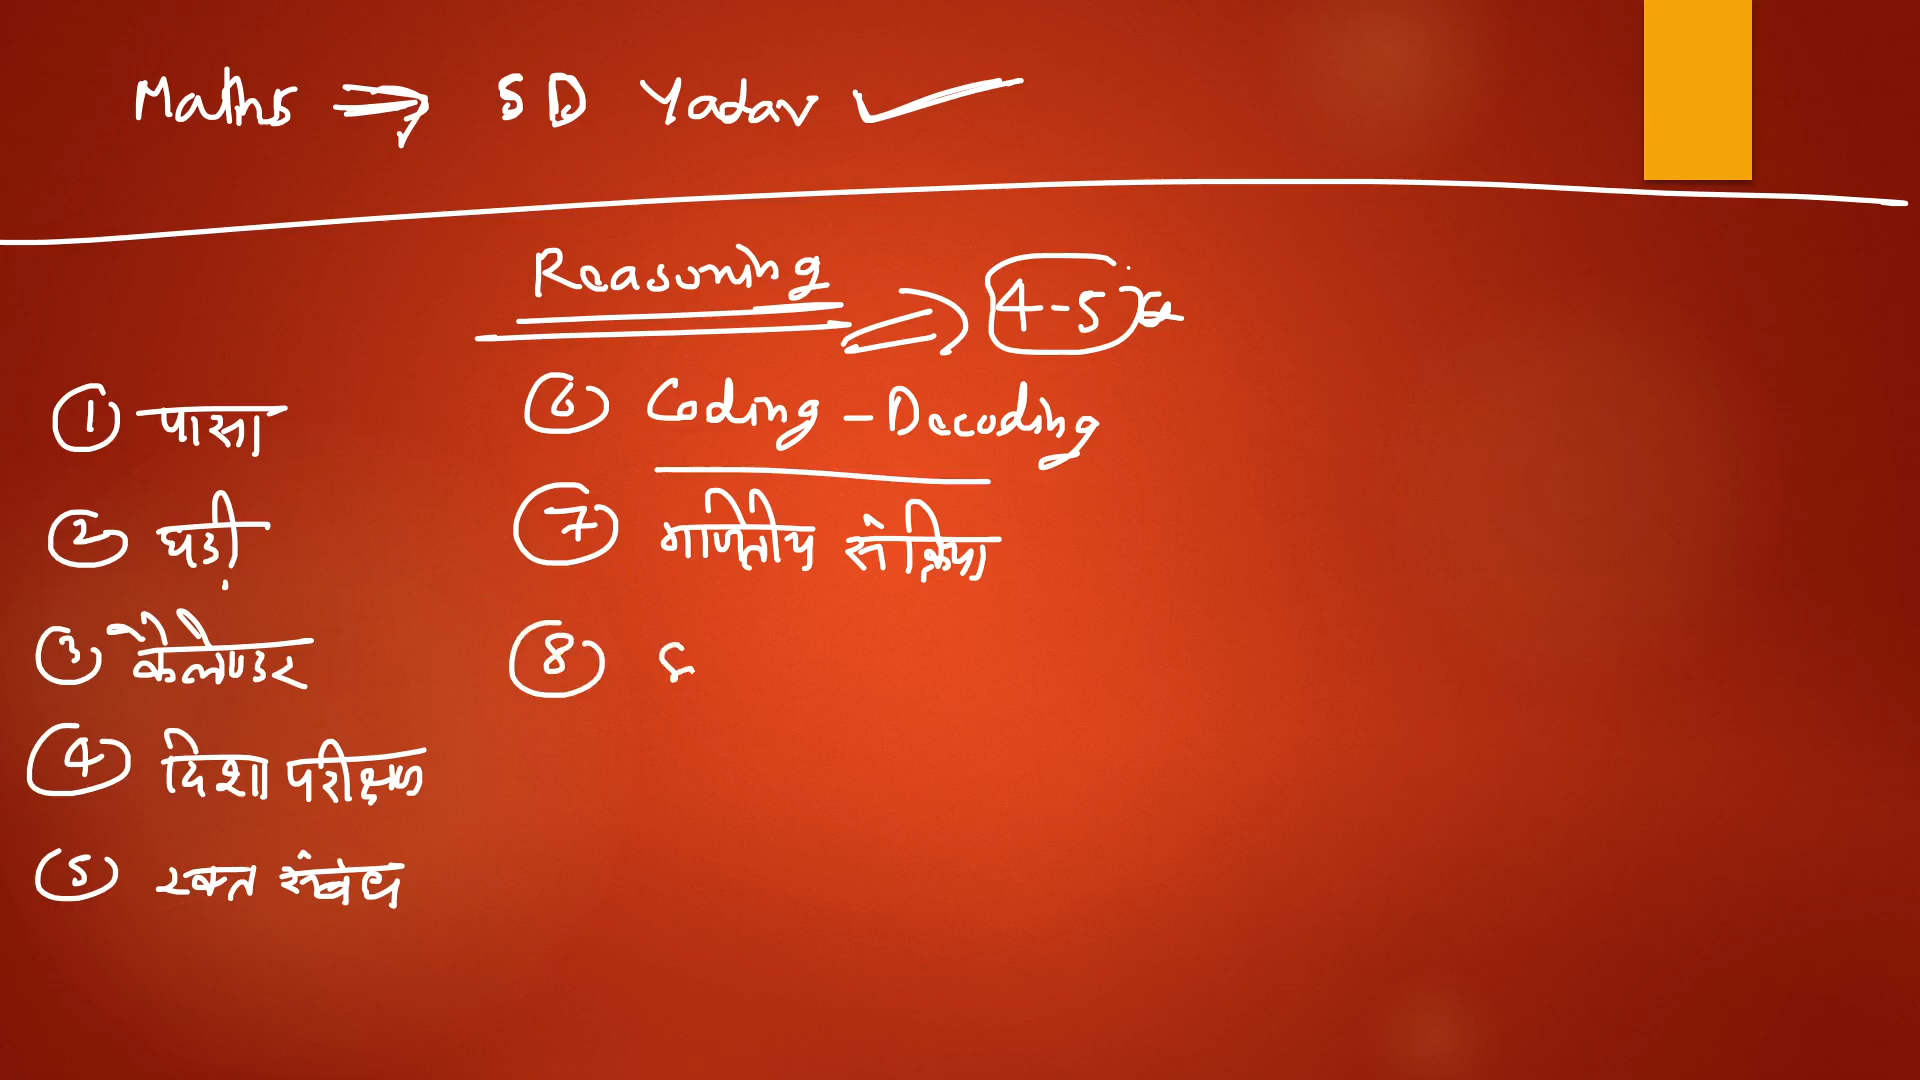 Maths ⇒ SD Yadav ✓
Reasoning ⇒ 4-5 Q
① पासा
② घड़ी
③ कैलेण्डर
④ दिशा परीक्षण
⑤ रक्त संबंध
⑥ Coding - Decoding
⑦ गणितीय संक्रिया
⑧